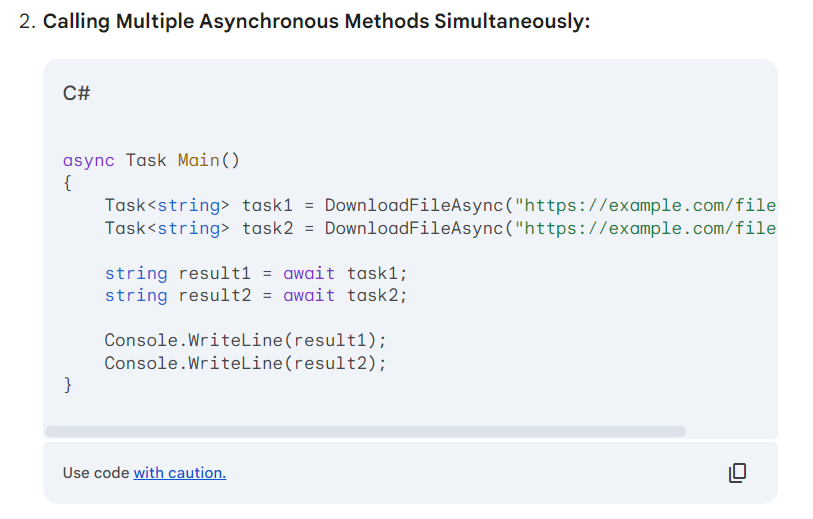 2. Calling Multiple Asynchronous Methods Simultaneously:
C#
async Task Main()
{
    Task<string> task1 = DownloadFileAsync("https://example.com/file
    Task<string> task2 = DownloadFileAsync("https://example.com/file
    string result1 = await task1;
    string result2 = await task2;
    Console.WriteLine(result1);
    Console.WriteLine(result2);
}
Use code with caution.